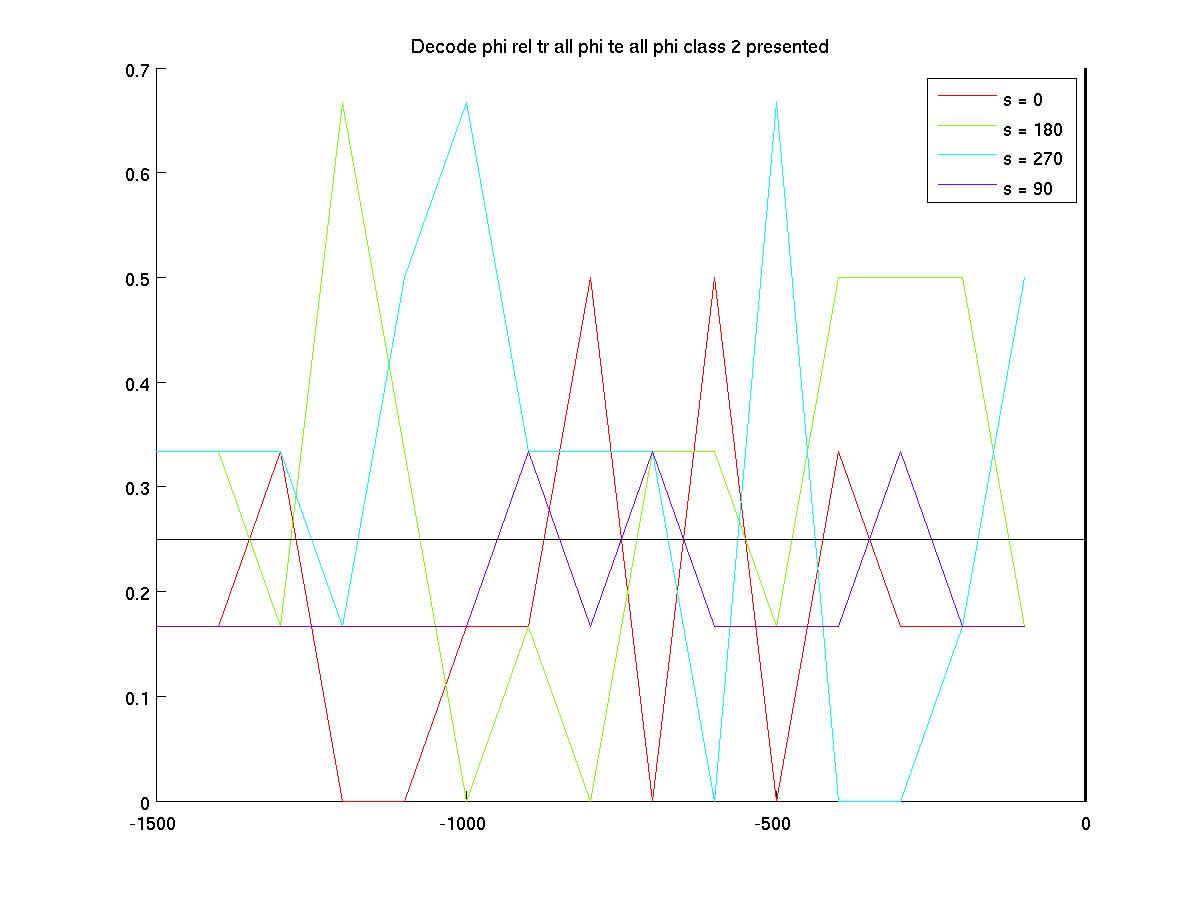 Decode phi rel tr all phi te all phi class 2 presented
0.7
0.6
0.5
0.4
0.3
0.2
0.1
0
-1500
-1000
-500
0
s = 0
s = 180
s = 270
s = 90